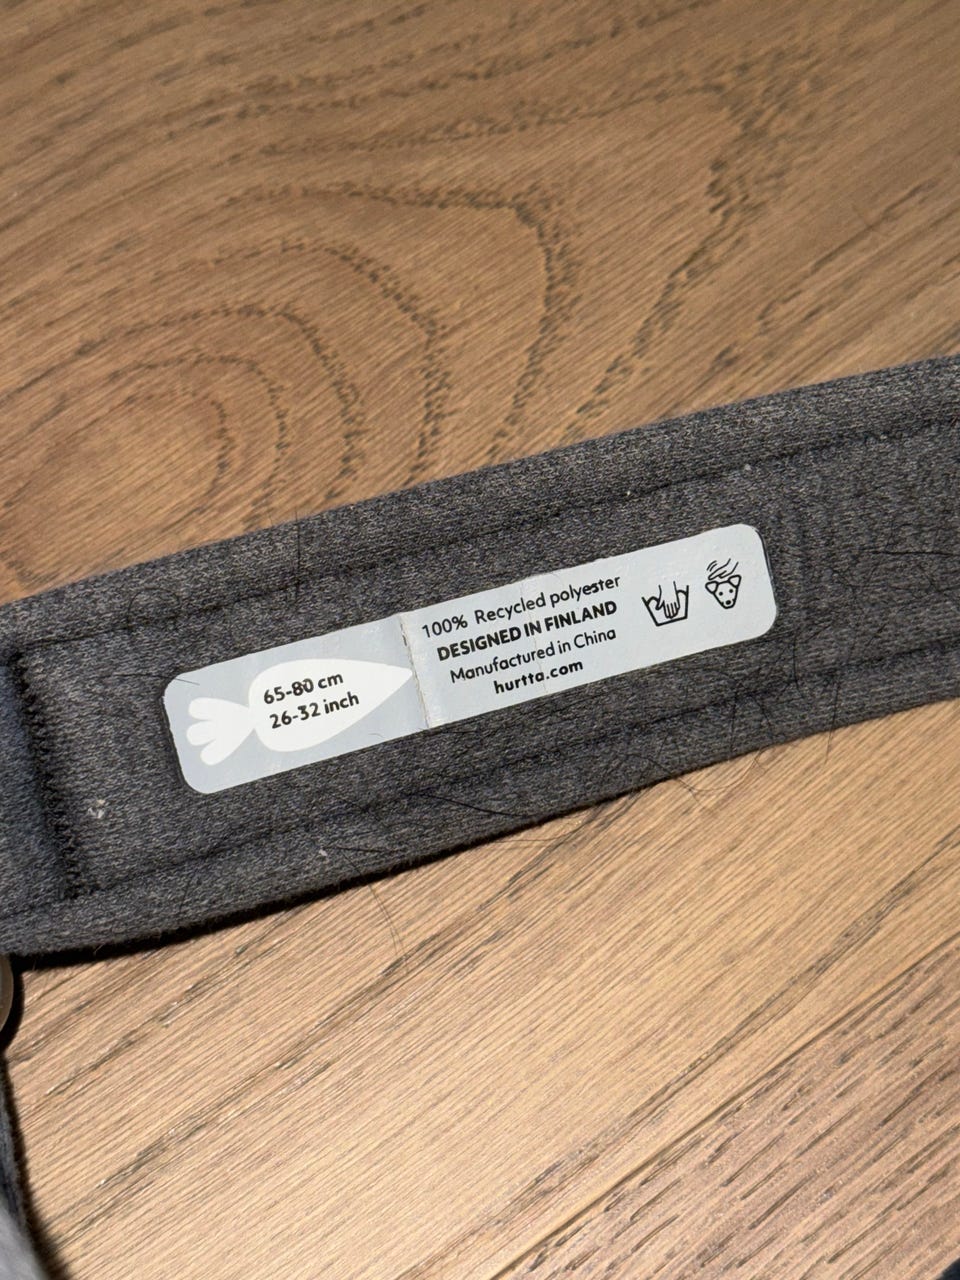 65-80 cm
26-32 inch
100% Recycled polyester
DESIGNED IN FINLAND
Manufactured in China
hurtta.com